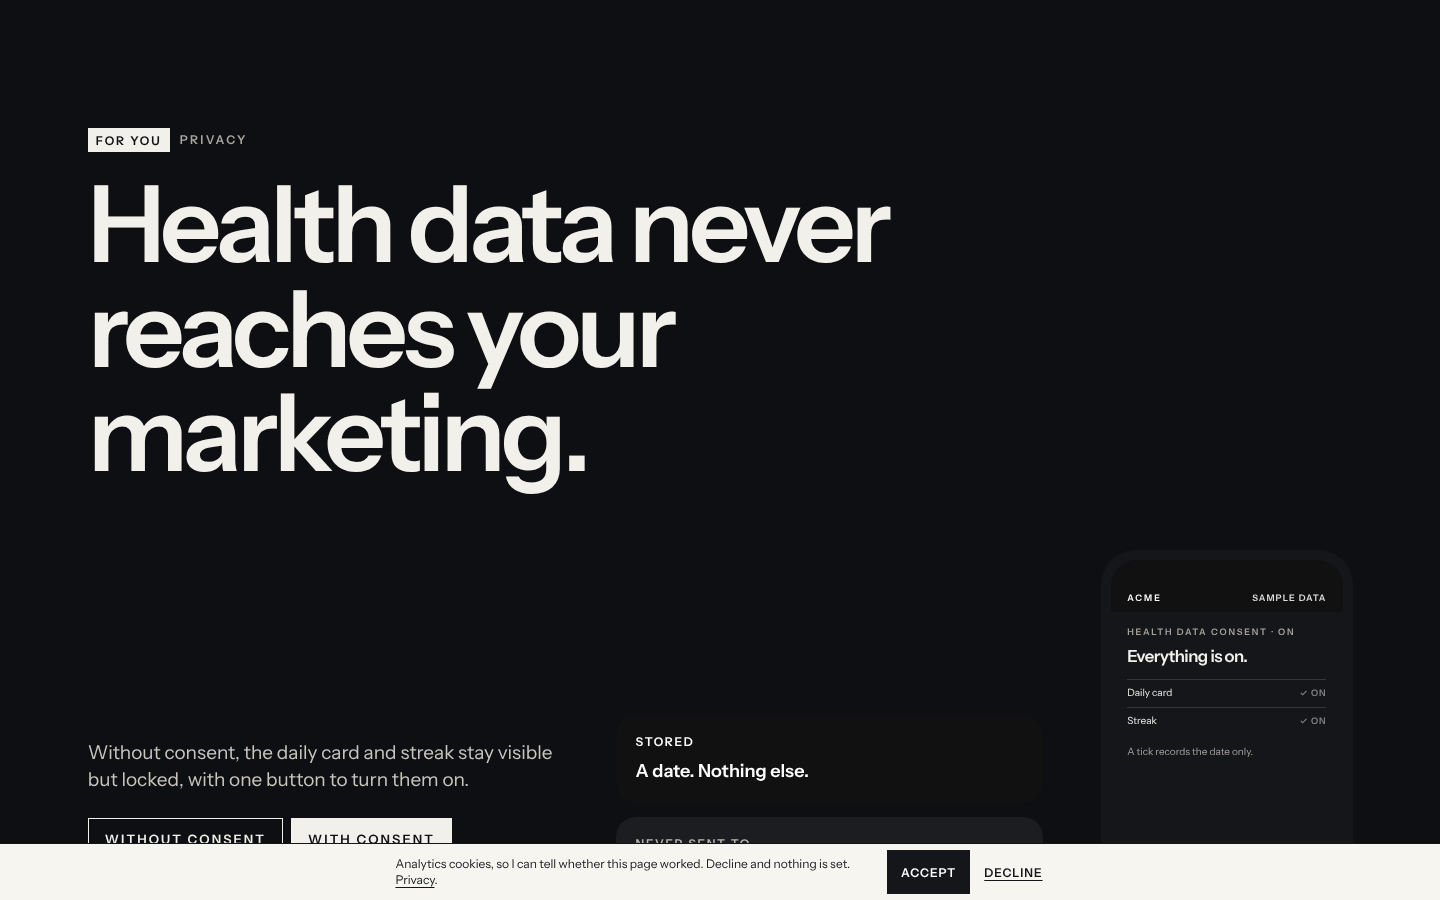 FOR YOU PRIVACY
Health data never
reaches your
marketing.
ACME SAMPLE DATA
HEALTH DATA CONSENT · ON
Everything is on.
Daily card ✓ ON
Streak ✓ ON
A tick records the date only.
Without consent, the daily card and streak stay visible
but locked, with one button to turn them on.
WITHOUT CONSENT WITH CONSENT
STORED
A date. Nothing else.
NEVER SENT TO
Analytics cookies, so I can tell whether this page worked. Decline and nothing is set.
Privacy.
ACCEPT DECLINE